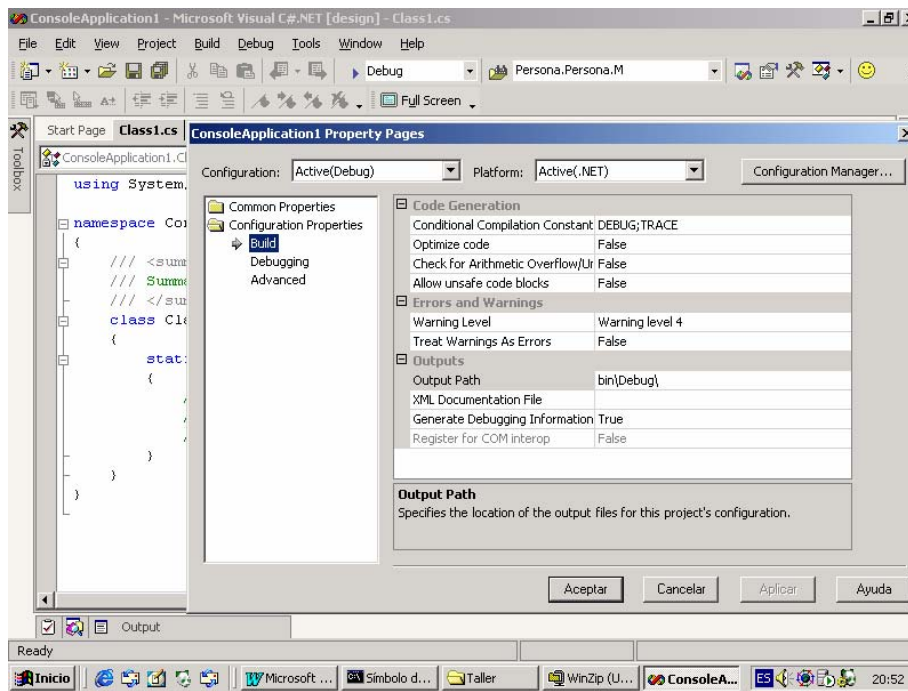 ConsoleApplication1 - Microsoft Visual C#.NET [design] - Class1.cs
File Edit View Project Build Debug Tools Window Help
Debug Persona.Persona.M
Full Screen
Toolbox
Start Page Class1.cs
ConsoleApplication1.Cl
using System
namespace Con
{
/// <summ
/// Summa
/// </sum
class Cla
{
stati
{
}
}
}
ConsoleApplication1 Property Pages
Configuration: Active(Debug) Platform: Active(.NET) Configuration Manager...
Common Properties
Configuration Properties
Build
Debugging
Advanced
Code Generation
Conditional Compilation Constant DEBUG;TRACE
Optimize code False
Check for Arithmetic Overflow/Ur False
Allow unsafe code blocks False
Errors and Warnings
Warning Level Warning level 4
Treat Warnings As Errors False
Outputs
Output Path bin\Debug\
XML Documentation File
Generate Debugging Information True
Register for COM interop False
Output Path
Specifies the location of the output files for this project's configuration.
Aceptar Cancelar Aplicar Ayuda
Output
Ready
Inicio Microsoft ... Símbolo d... Taller WinZip (U... ConsoleA... ES 20:52